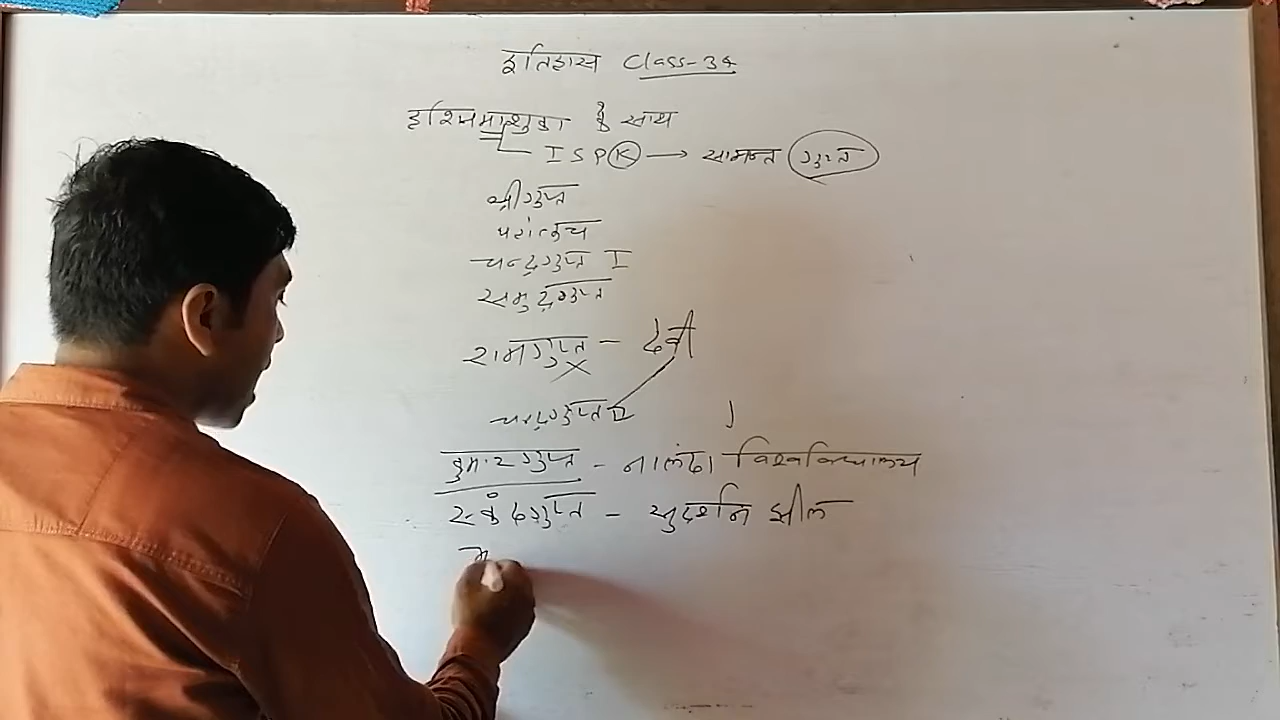 इतिहास Class-34
के साथ
I S P K → सामन्त गुप्त
श्रीगुप्त
घटोत्कच
चन्द्रगुप्त I
समुद्रगुप्त
रामगुप्त - देवी
चन्द्रगुप्त II
कुमारगुप्त - नालंदा विश्वविद्यालय
स्कंदगुप्त - सुदर्शन झील